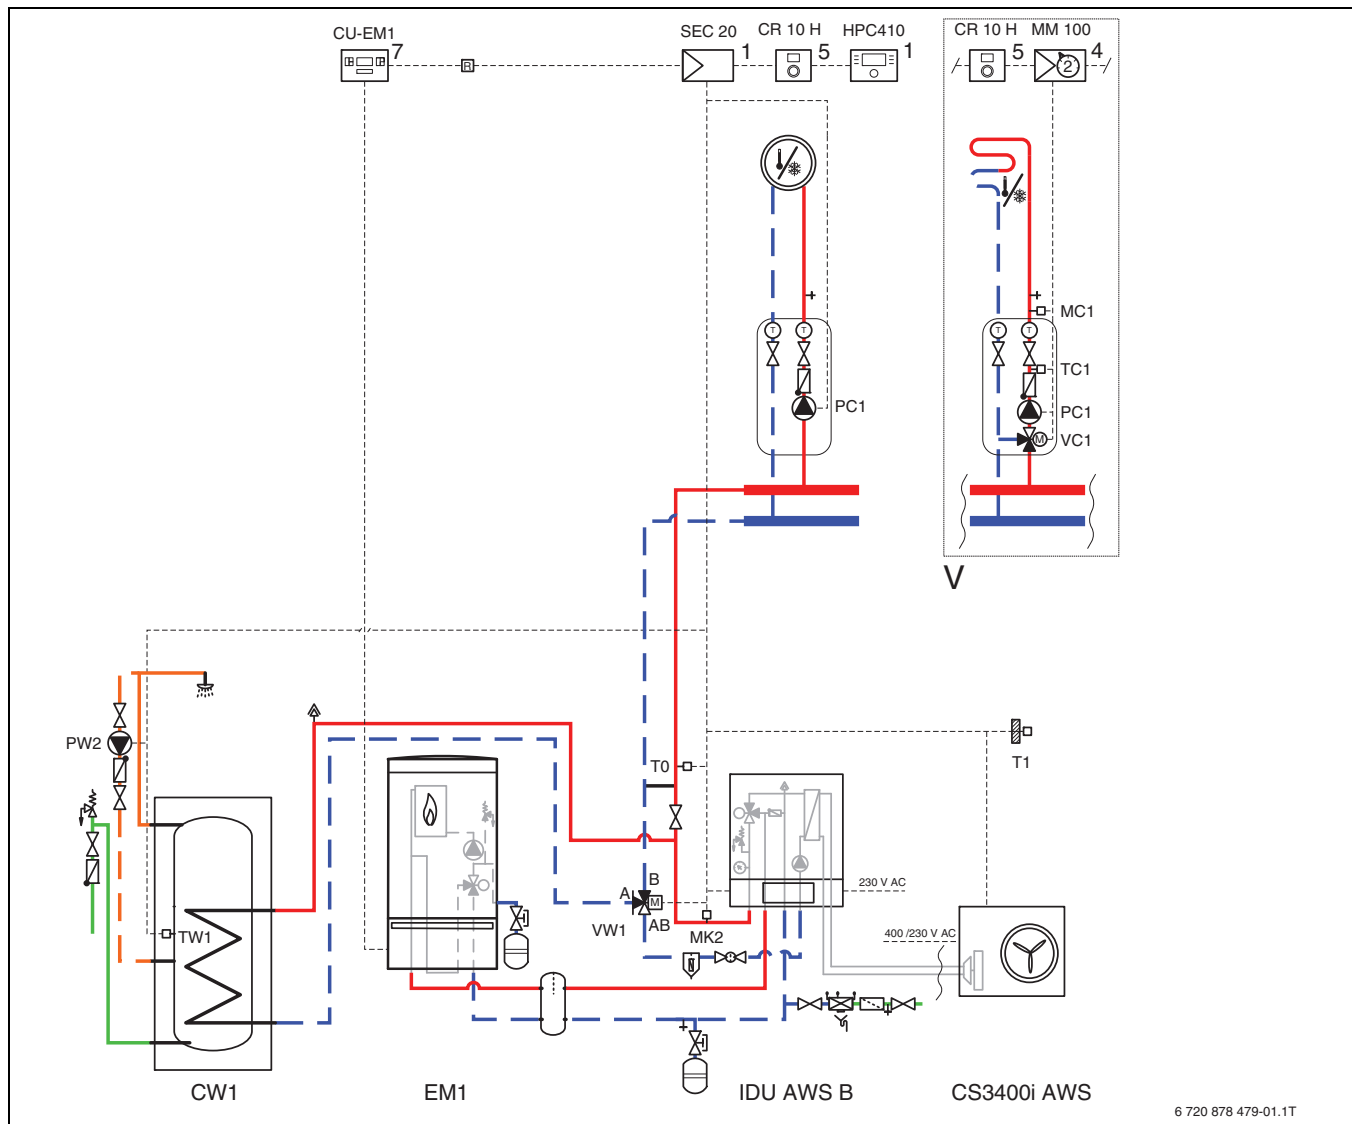 CU-EM1
7
R
SEC 20
1
CR 10 H
5
HPC410
1
CR 10 H
5
MM 100
2
4
T
T
PC1
T
T
MC1
TC1
PC1
M
VC1
V
PW2
T0
T1
A
B
M
AB
VW1
MK2
230 V AC
400 /230 V AC
TW1
CW1
EM1
IDU AWS B
CS3400i AWS
6 720 878 479-01.1T